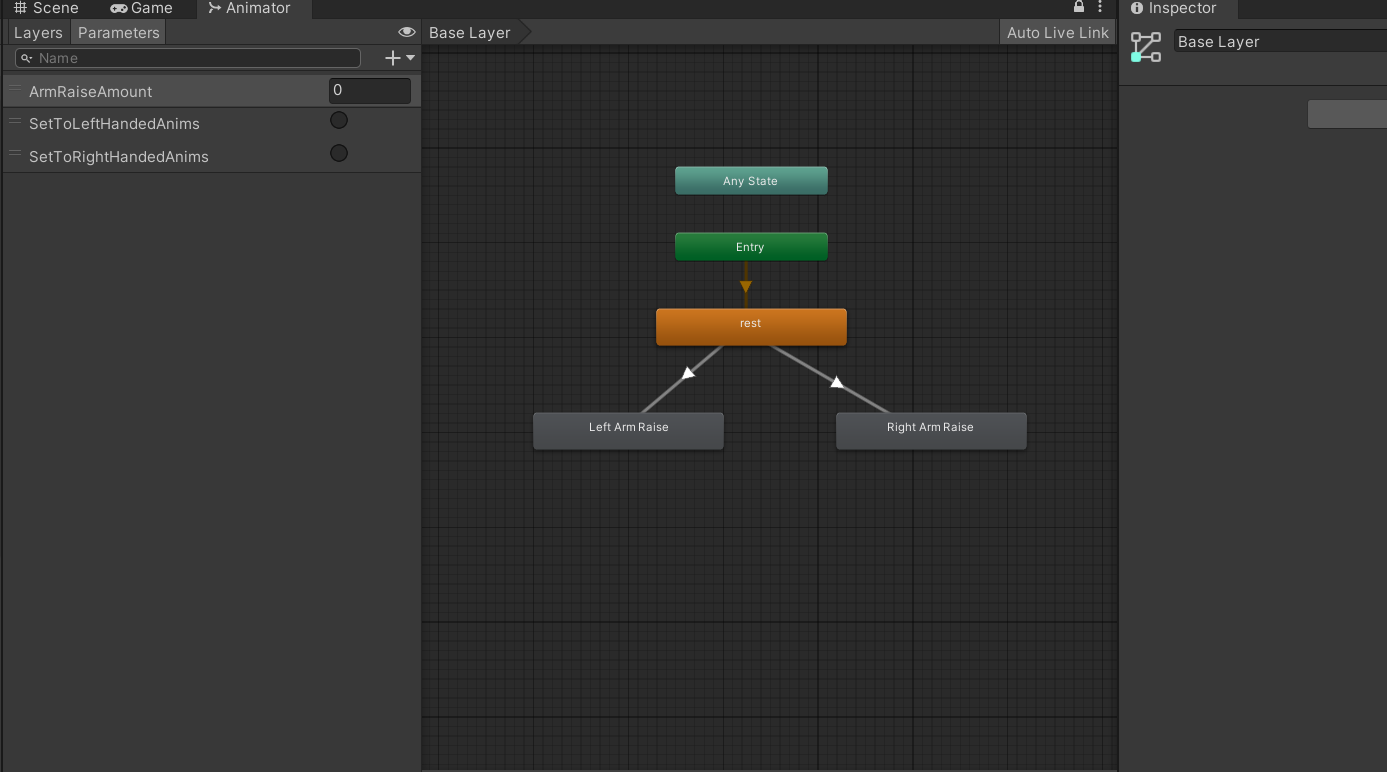 Scene Game Animator
Inspector
Layers Parameters
Base Layer
Auto Live Link
Base Layer
Name
ArmRaiseAmount 0
SetToLeftHandedAnims
SetToRightHandedAnims
Any State
Entry
rest
Left Arm Raise
Right Arm Raise